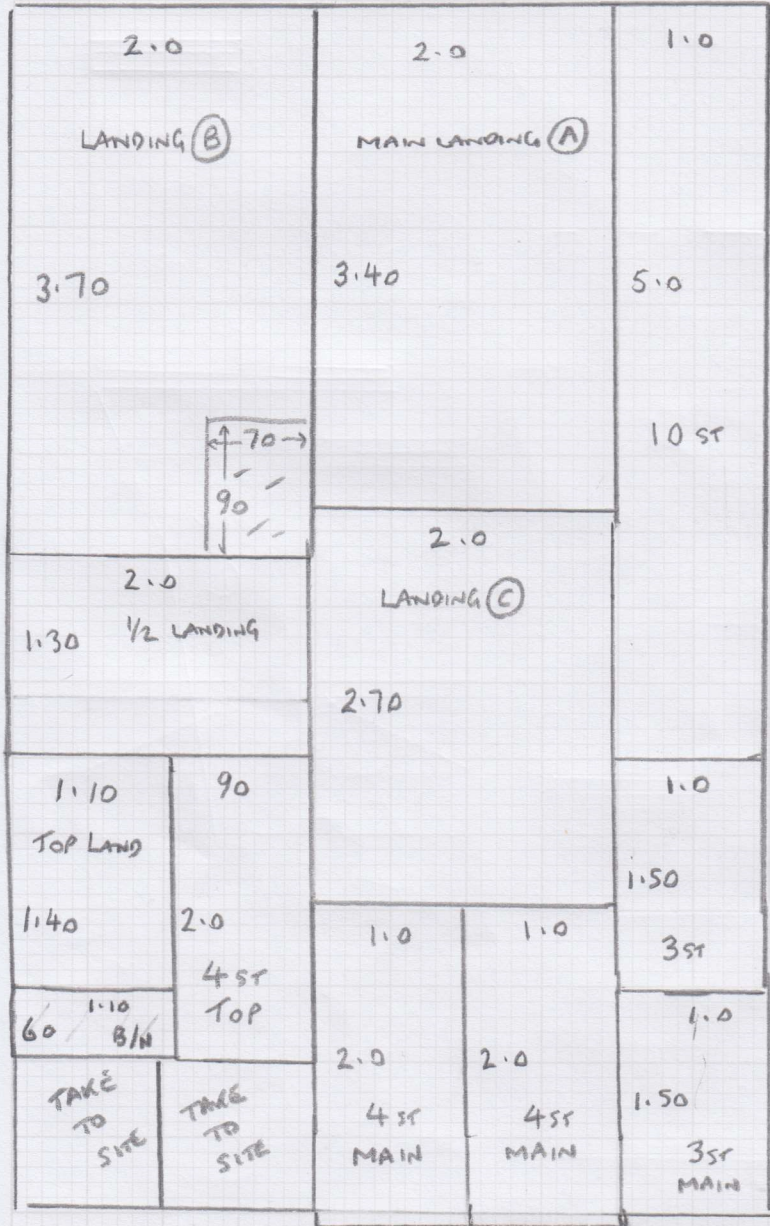 2.0
LANDING B
3.70
70
90
2.0
MAIN LANDING A
3.40
1.0
5.0
10 ST
2.0
1/2 LANDING
1.30
2.0
LANDING C
2.70
1.10
TOP LAND
1.40
90
2.0
4 ST
TOP
1.10
60 B/N
TAKE
TO
SITE
TAKE
TO
SITE
1.0
2.0
4 ST
MAIN
1.0
2.0
4 ST
MAIN
1.0
1.50
3 ST
1.0
1.50
3 ST
MAIN